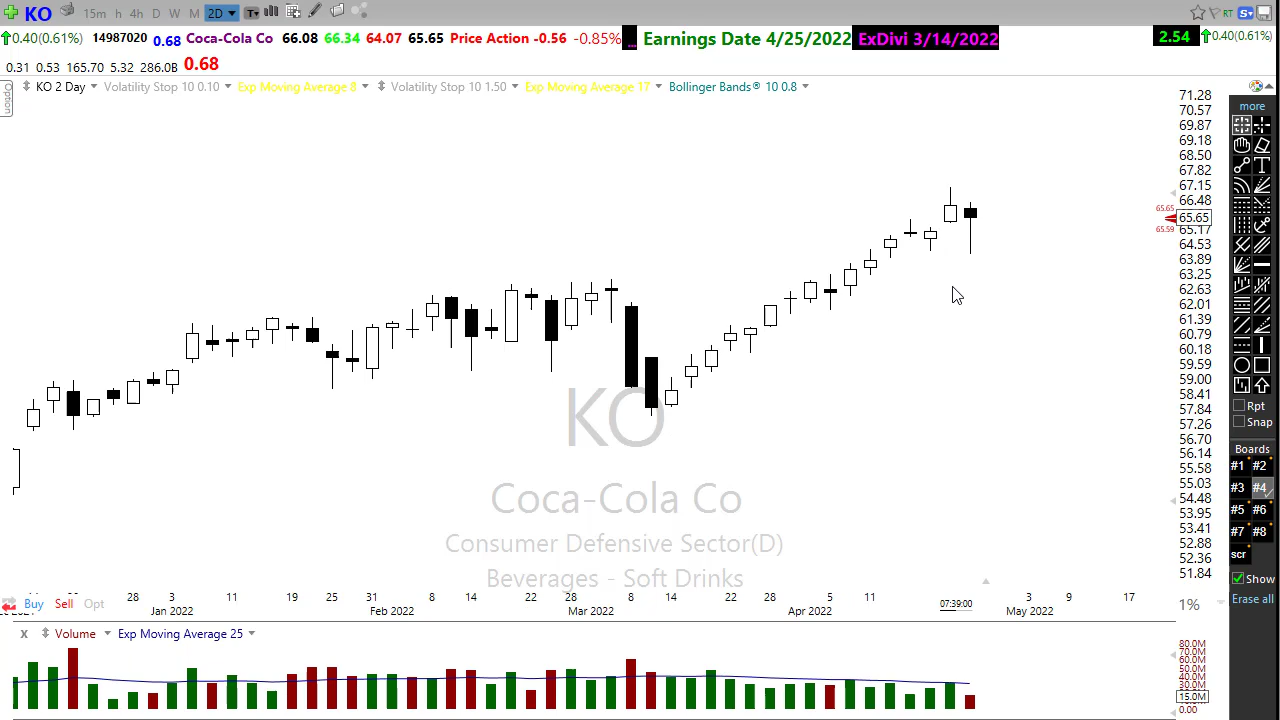 KO 15m h 4h D W M 2D RT S
0.40(0.61%) 14987020 0.68 Coca-Cola Co 66.08 66.34 64.07 65.65 Price Action -0.56 -0.85% ... Earnings Date 4/25/2022 ExDivi 3/14/2022 2.54 0.40(0.61%)
0.31 0.53 165.70 5.32 286.0B 0.68
Option KO 2 Day Volatility Stop 10 0.10 Exp Moving Average 8 Volatility Stop 10 1.50 Exp Moving Average 17 Bollinger Bands® 10 0.8
more
71.28
70.57
69.87
69.18
68.50
67.82
67.15
66.48
65.65
65.65
65.59
65.17
64.53
63.89
63.25
62.63
62.01
61.39
60.79
60.18
59.59
59.00
58.41
57.84
57.26
56.70
56.14
55.58
55.03
54.48
53.95
53.41
52.88
52.36
51.84
KO
Coca-Cola Co
Consumer Defensive Sector(D)
Beverages - Soft Drinks
Rpt
Snap
Boards
#1 #2
#3 #4
#5 #6
#7 #8
scr
Show
Erase all
28 3 11 19 25 2 8 14 22 28 2 8 14 22 28 5 11 07:39:00 3 9 17
Buy Sell Opt Jan 2022 Feb 2022 Mar 2022 Apr 2022 May 2022 1%
X Volume Exp Moving Average 25
80.0M
70.0M
60.0M
50.0M
40.0M
30.0M
15.0M
0.00